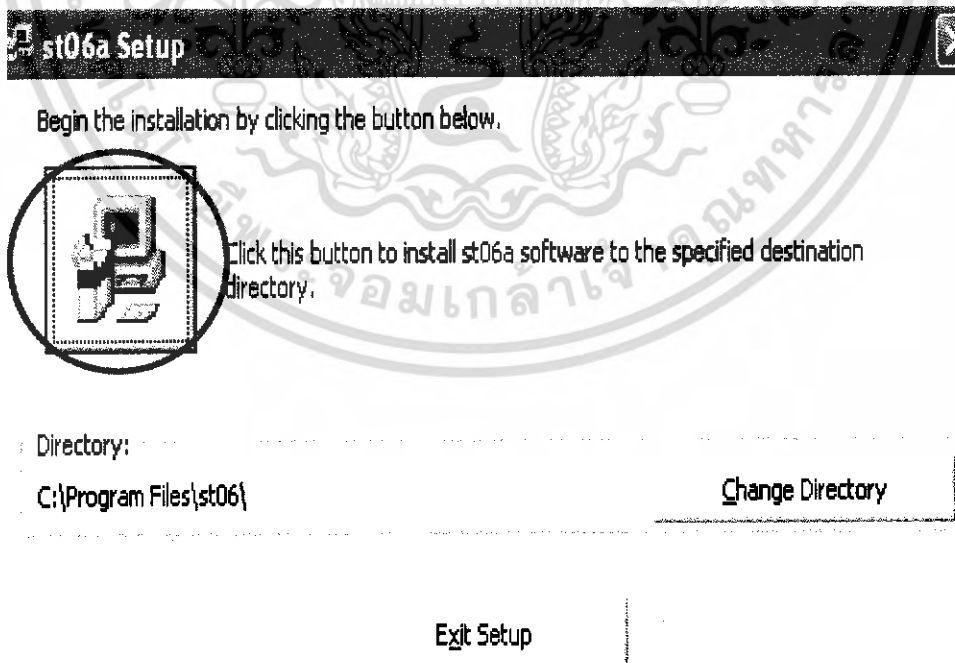 st06a Setup
Begin the installation by clicking the button below.
Click this button to install st06a software to the specified destination
directory.
Directory:
C:\Program Files\st06\
Change Directory
Exit Setup